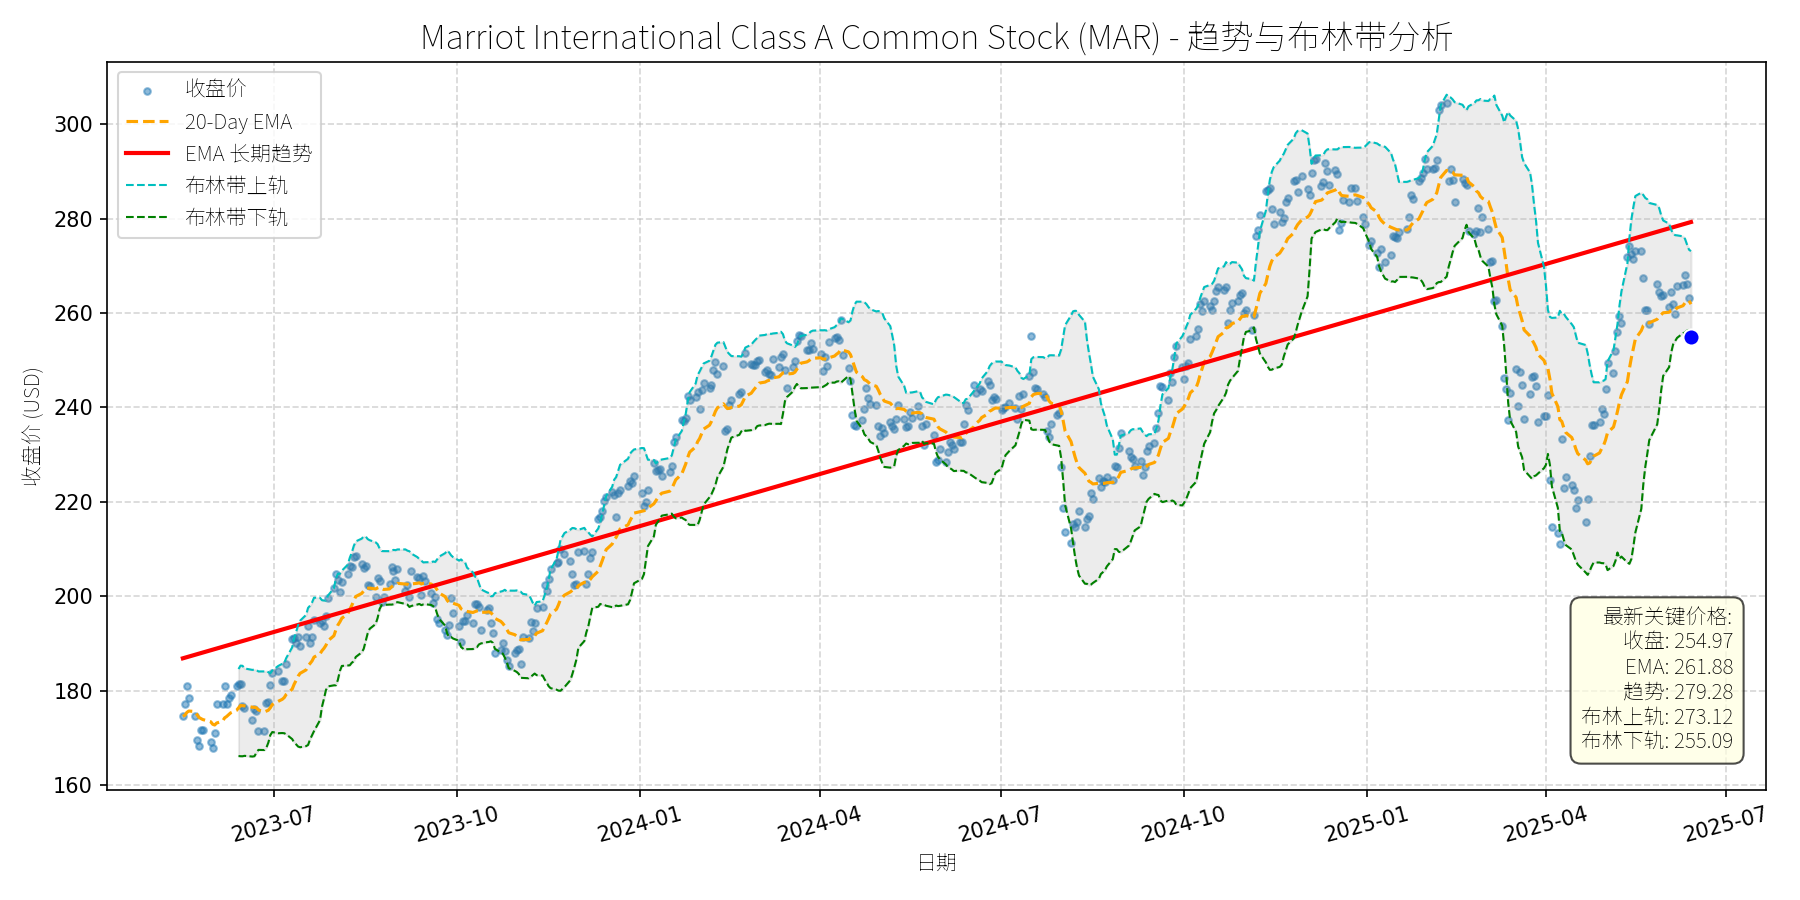 Marriot International Class A Common Stock (MAR) - 趋势与布林带分析
收盘价
20-Day EMA
EMA 长期趋势
布林带上轨
布林带下轨
收盘价 (USD)
300
280
260
240
220
200
180
160
最新关键价格:
收盘: 254.97
EMA: 261.88
趋势: 279.28
布林上轨: 273.12
布林下轨: 255.09
2023-07
2023-10
2024-01
2024-04
2024-07
2024-10
2025-01
2025-04
2025-07
日期